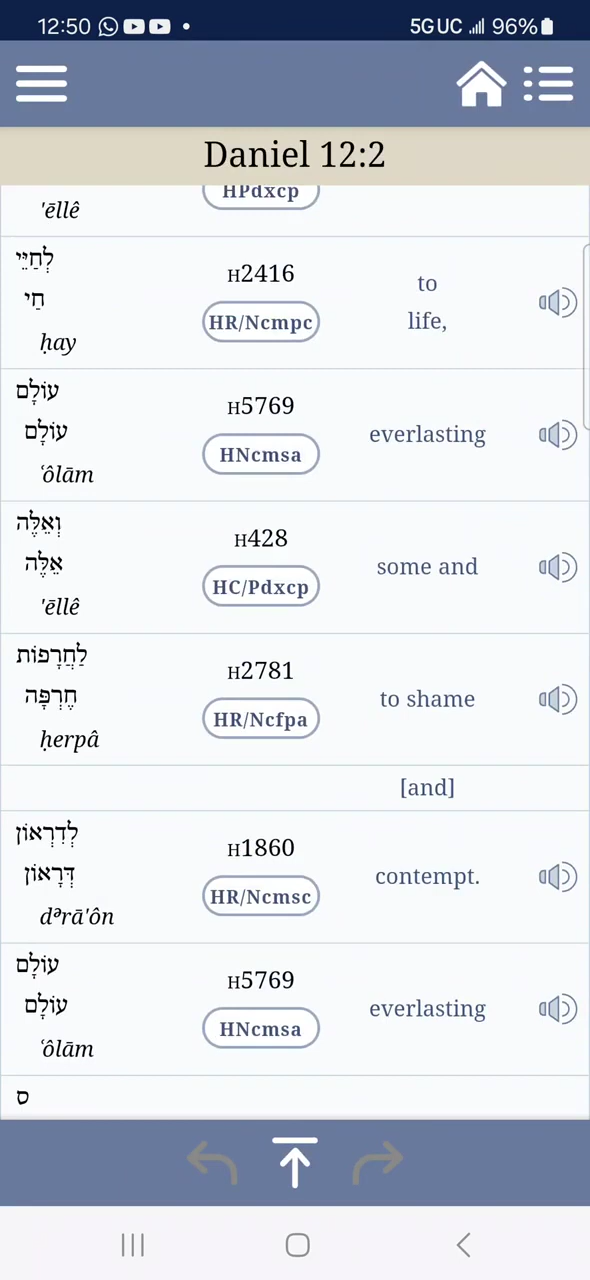 12:50
5G UC 96%
Daniel 12:2
HPdxcp
'ēllê
לְחַיֵּי
חַי
ḥay
H2416
HR/Ncmpc
to
life,
עוֹלָם
עוֹלָם
ʿôlām
H5769
HNcmsa
everlasting
וְאֵלֶּה
אֵלֶּה
'ēllê
H428
HC/Pdxcp
some and
לַחֲרָפוֹת
חֶרְפָּה
ḥerpâ
H2781
HR/Ncfpa
to shame
[and]
לְדִרְאוֹן
דְּרָאוֹן
dᵊrā'ôn
H1860
HR/Ncmsc
contempt.
עוֹלָם
עוֹלָם
ʿôlām
H5769
HNcmsa
everlasting
ס